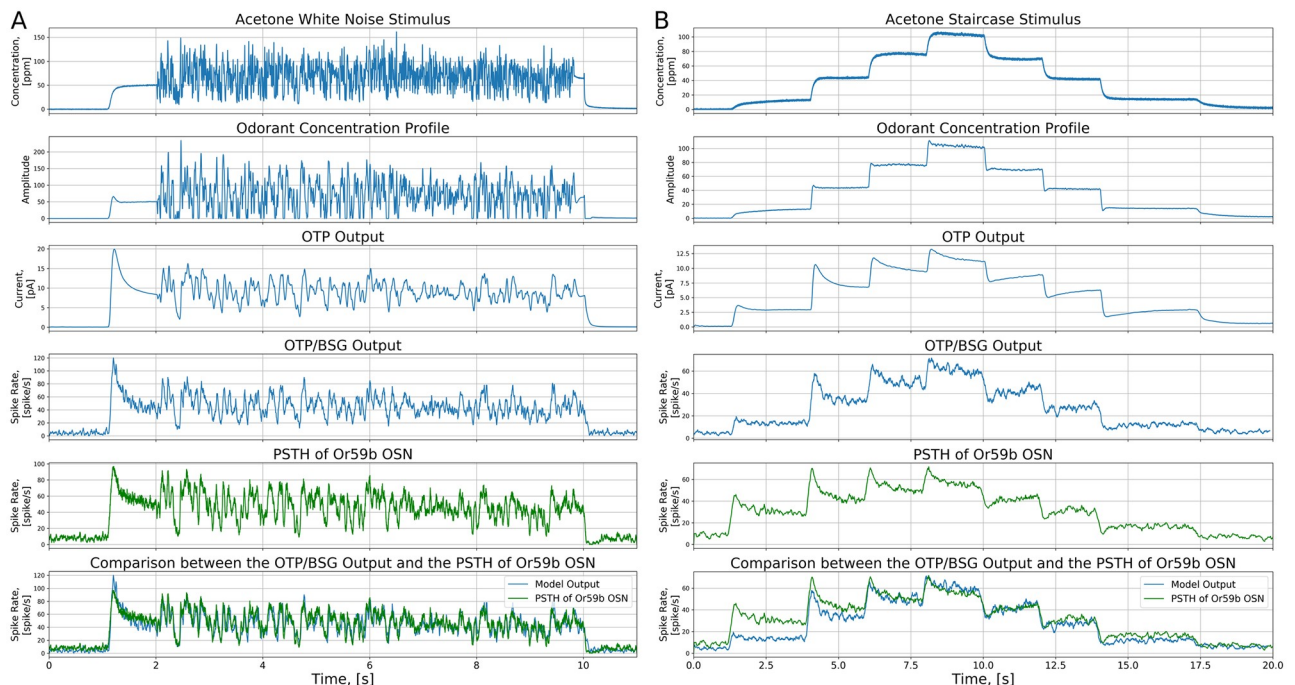 A
Acetone White Noise Stimulus
Concentration,
[ppm]
150
100
50
0
Odorant Concentration Profile
Amplitude
200
150
100
50
0
OTP Output
Current,
[pA]
20
15
10
5
0
OTP/BSG Output
Spike Rate,
[spike/s]
120
100
80
60
40
20
0
PSTH of Or59b OSN
Spike Rate,
[spike/s]
100
80
60
40
20
0
Comparison between the OTP/BSG Output and the PSTH of Or59b OSN
Spike Rate,
[spike/s]
120
100
80
60
40
20
0
Model Output
PSTH of Or59b OSN
0 2 4 6 8 10
Time, [s]
B
Acetone Staircase Stimulus
Concentration,
[ppm]
100
80
60
40
20
0
Odorant Concentration Profile
Amplitude
100
80
60
40
20
0
OTP Output
Current,
[pA]
12.5
10.0
7.5
5.0
2.5
0.0
OTP/BSG Output
Spike Rate,
[spike/s]
60
40
20
0
PSTH of Or59b OSN
Spike Rate,
[spike/s]
60
40
20
0
Comparison between the OTP/BSG Output and the PSTH of Or59b OSN
Spike Rate,
[spike/s]
60
40
20
0
Model Output
PSTH of Or59b OSN
0.0 2.5 5.0 7.5 10.0 12.5 15.0 17.5 20.0
Time, [s]